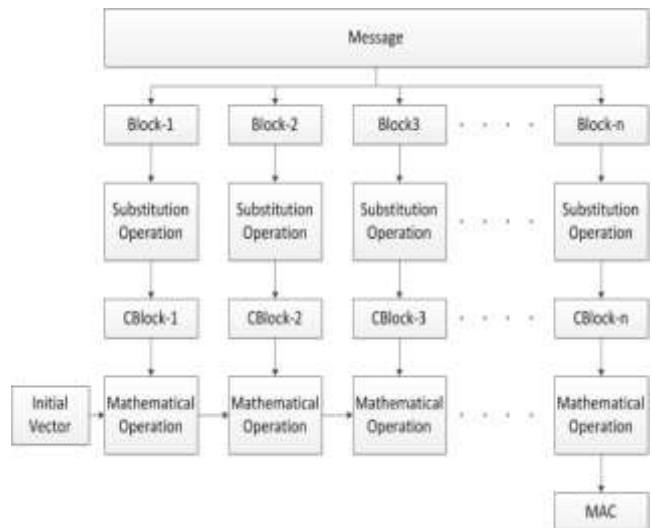 Message
Block-1
Block-2
Block3
Block-n
Substitution
Operation
Substitution
Operation
Substitution
Operation
Substitution
Operation
CBlock-1
CBlock-2
CBlock-3
CBlock-n
Initial
Vector
Mathematical
Operation
Mathematical
Operation
Mathematical
Operation
Mathematical
Operation
MAC